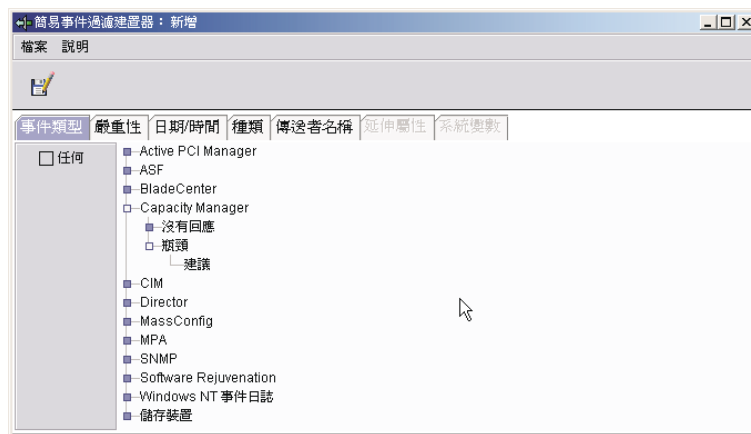 簡易事件過濾建置器： 新增
檔案 說明
事件類型 嚴重性 日期/時間 種類 傳送者名稱 延伸屬性 系統變數
任何
Active PCI Manager
ASF
BladeCenter
Capacity Manager
沒有回應
瓶頸
建議
CIM
Director
MassConfig
MPA
SNMP
Software Rejuvenation
Windows NT 事件日誌
儲存裝置